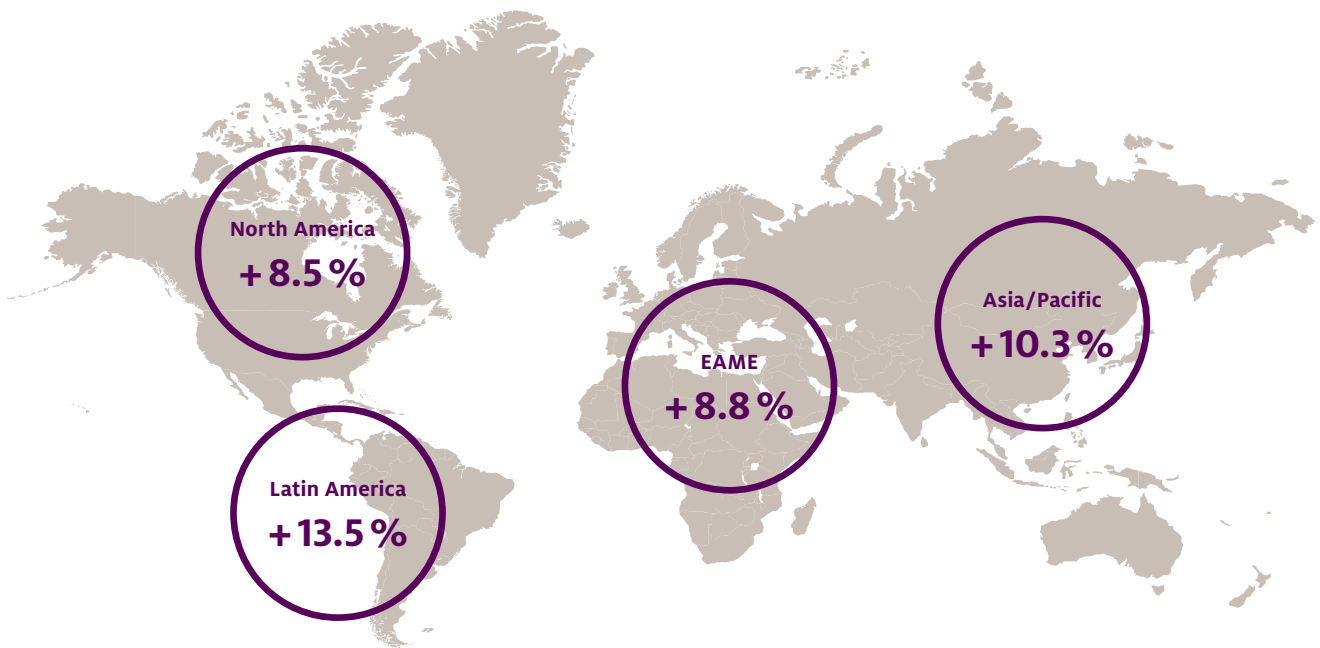 North America
+ 8.5 %
Asia/Pacific
+ 10.3 %
EAME
+ 8.8 %
Latin America
+ 13.5 %